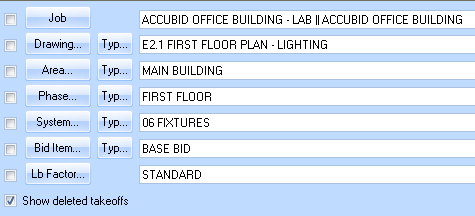 Job ACCUBID OFFICE BUILDING - LAB || ACCUBID OFFICE BUILDING
Drawing... Typ... E2.1 FIRST FLOOR PLAN - LIGHTING
Area... Typ... MAIN BUILDING
Phase... Typ... FIRST FLOOR
System... Typ... 06 FIXTURES
Bid Item... Typ... BASE BID
Lb Factor... STANDARD
Show deleted takeoffs